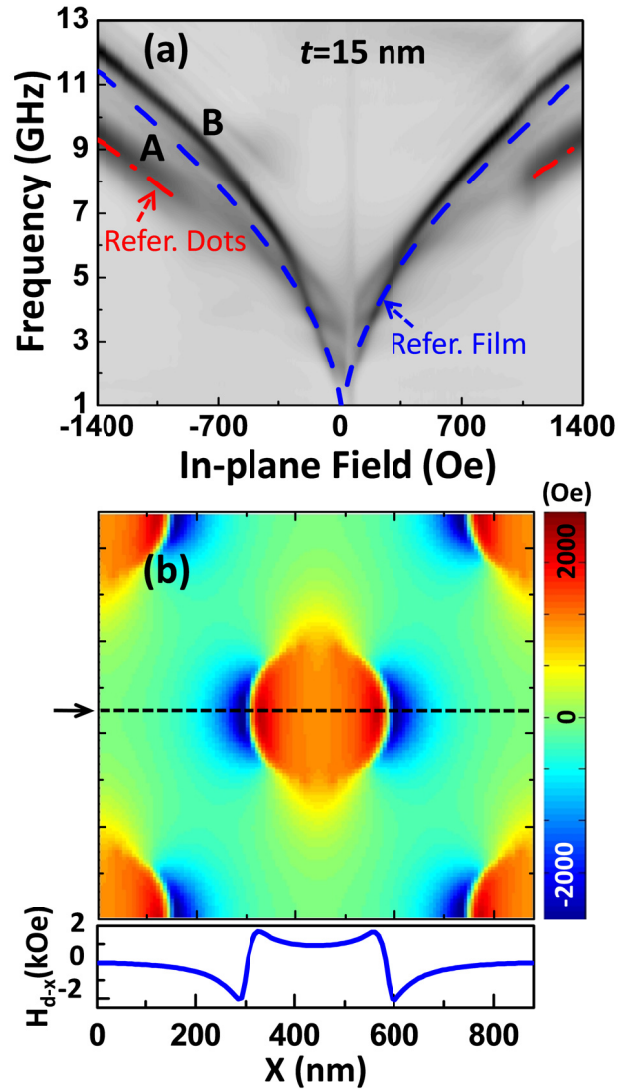 (a)
t=15 nm
13
11
9
7
5
3
1
Frequency (GHz)
A
B
Refer. Dots
Refer. Film
-1400
-700
0
700
1400
In-plane Field (Oe)
(b)
(Oe)
2000
0
-2000
2
0
-2
H_d-x(kOe)
0
200
400
600
800
X (nm)